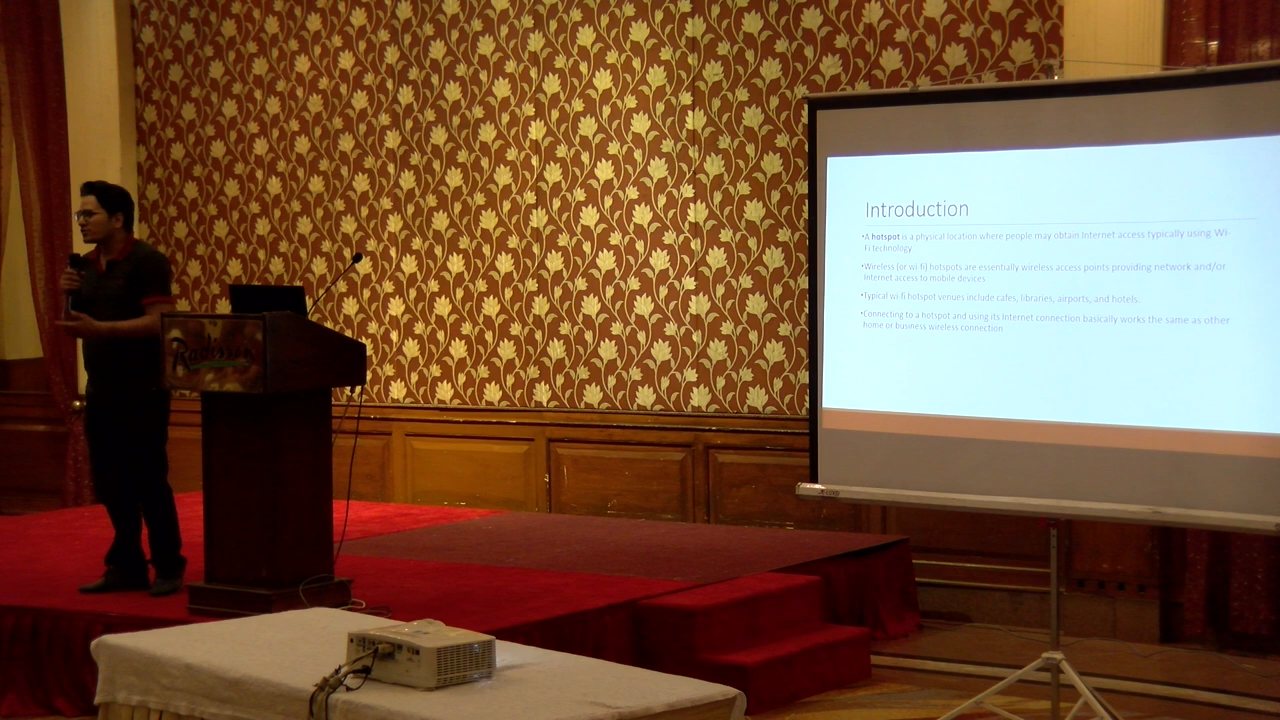 Radisson
Introduction
•A hotspot is a physical location where people may obtain Internet access typically using Wi-
Fi technology
•Wireless (or wi-fi) hotspots are essentially wireless access points providing network and/or
Internet access to mobile devices
•Typical wi-fi hotspot venues include cafes, libraries, airports, and hotels.
•Connecting to a hotspot and using its Internet connection basically works the same as other
home or business wireless connection